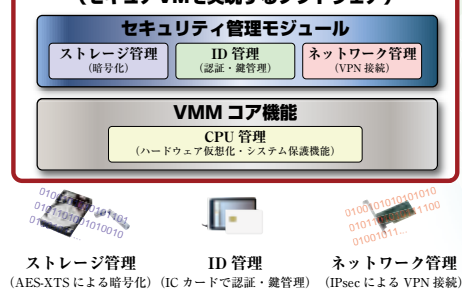 （セキュアVMを実現するソフトウェア）
セキュリティ管理モジュール
ストレージ管理 ID 管理 ネットワーク管理
（暗号化） （認証・鍵管理） （VPN 接続）
VMM コア機能
CPU 管理
（ハードウェア仮想化・システム保護機能）
ストレージ管理 ID 管理 ネットワーク管理
（AES-XTS による暗号化） （IC カードで認証・鍵管理） （IPsec による VPN 接続）